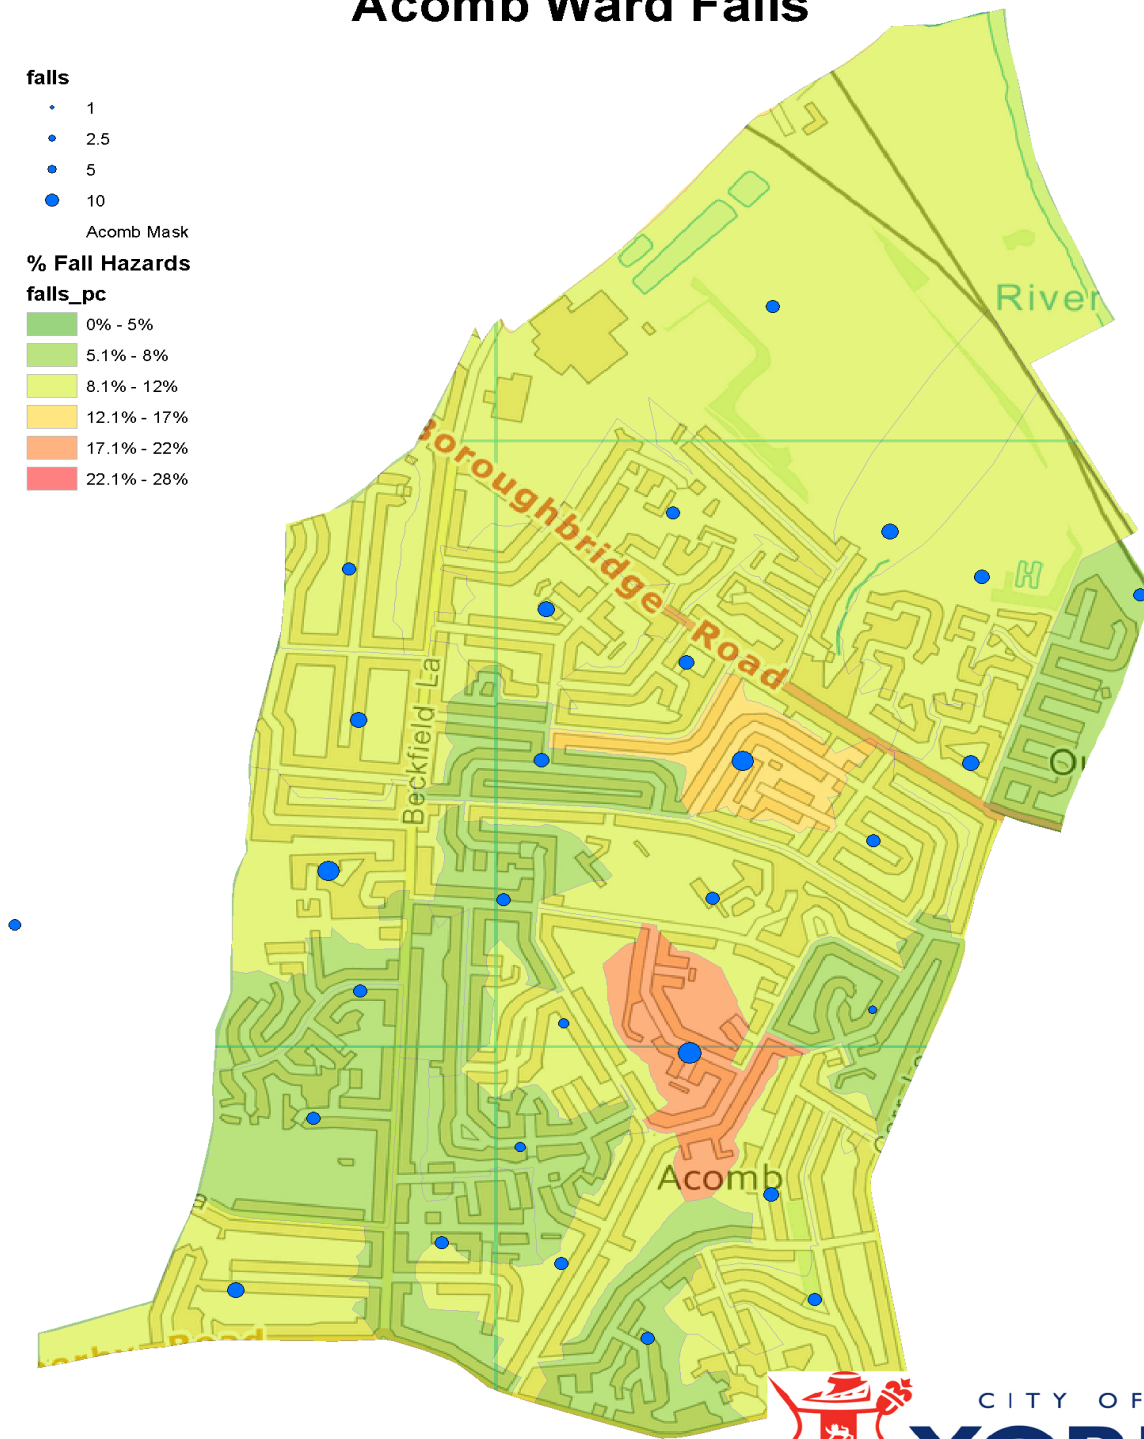 Acomb Ward Falls
falls
1
2.5
5
10
Acomb Mask
% Fall Hazards
falls_pc
0% - 5%
5.1% - 8%
8.1% - 12%
12.1% - 17%
17.1% - 22%
22.1% - 28%
River
Boroughbridge Road
Beckfield La
Acomb
Road
CITY OF
YORK